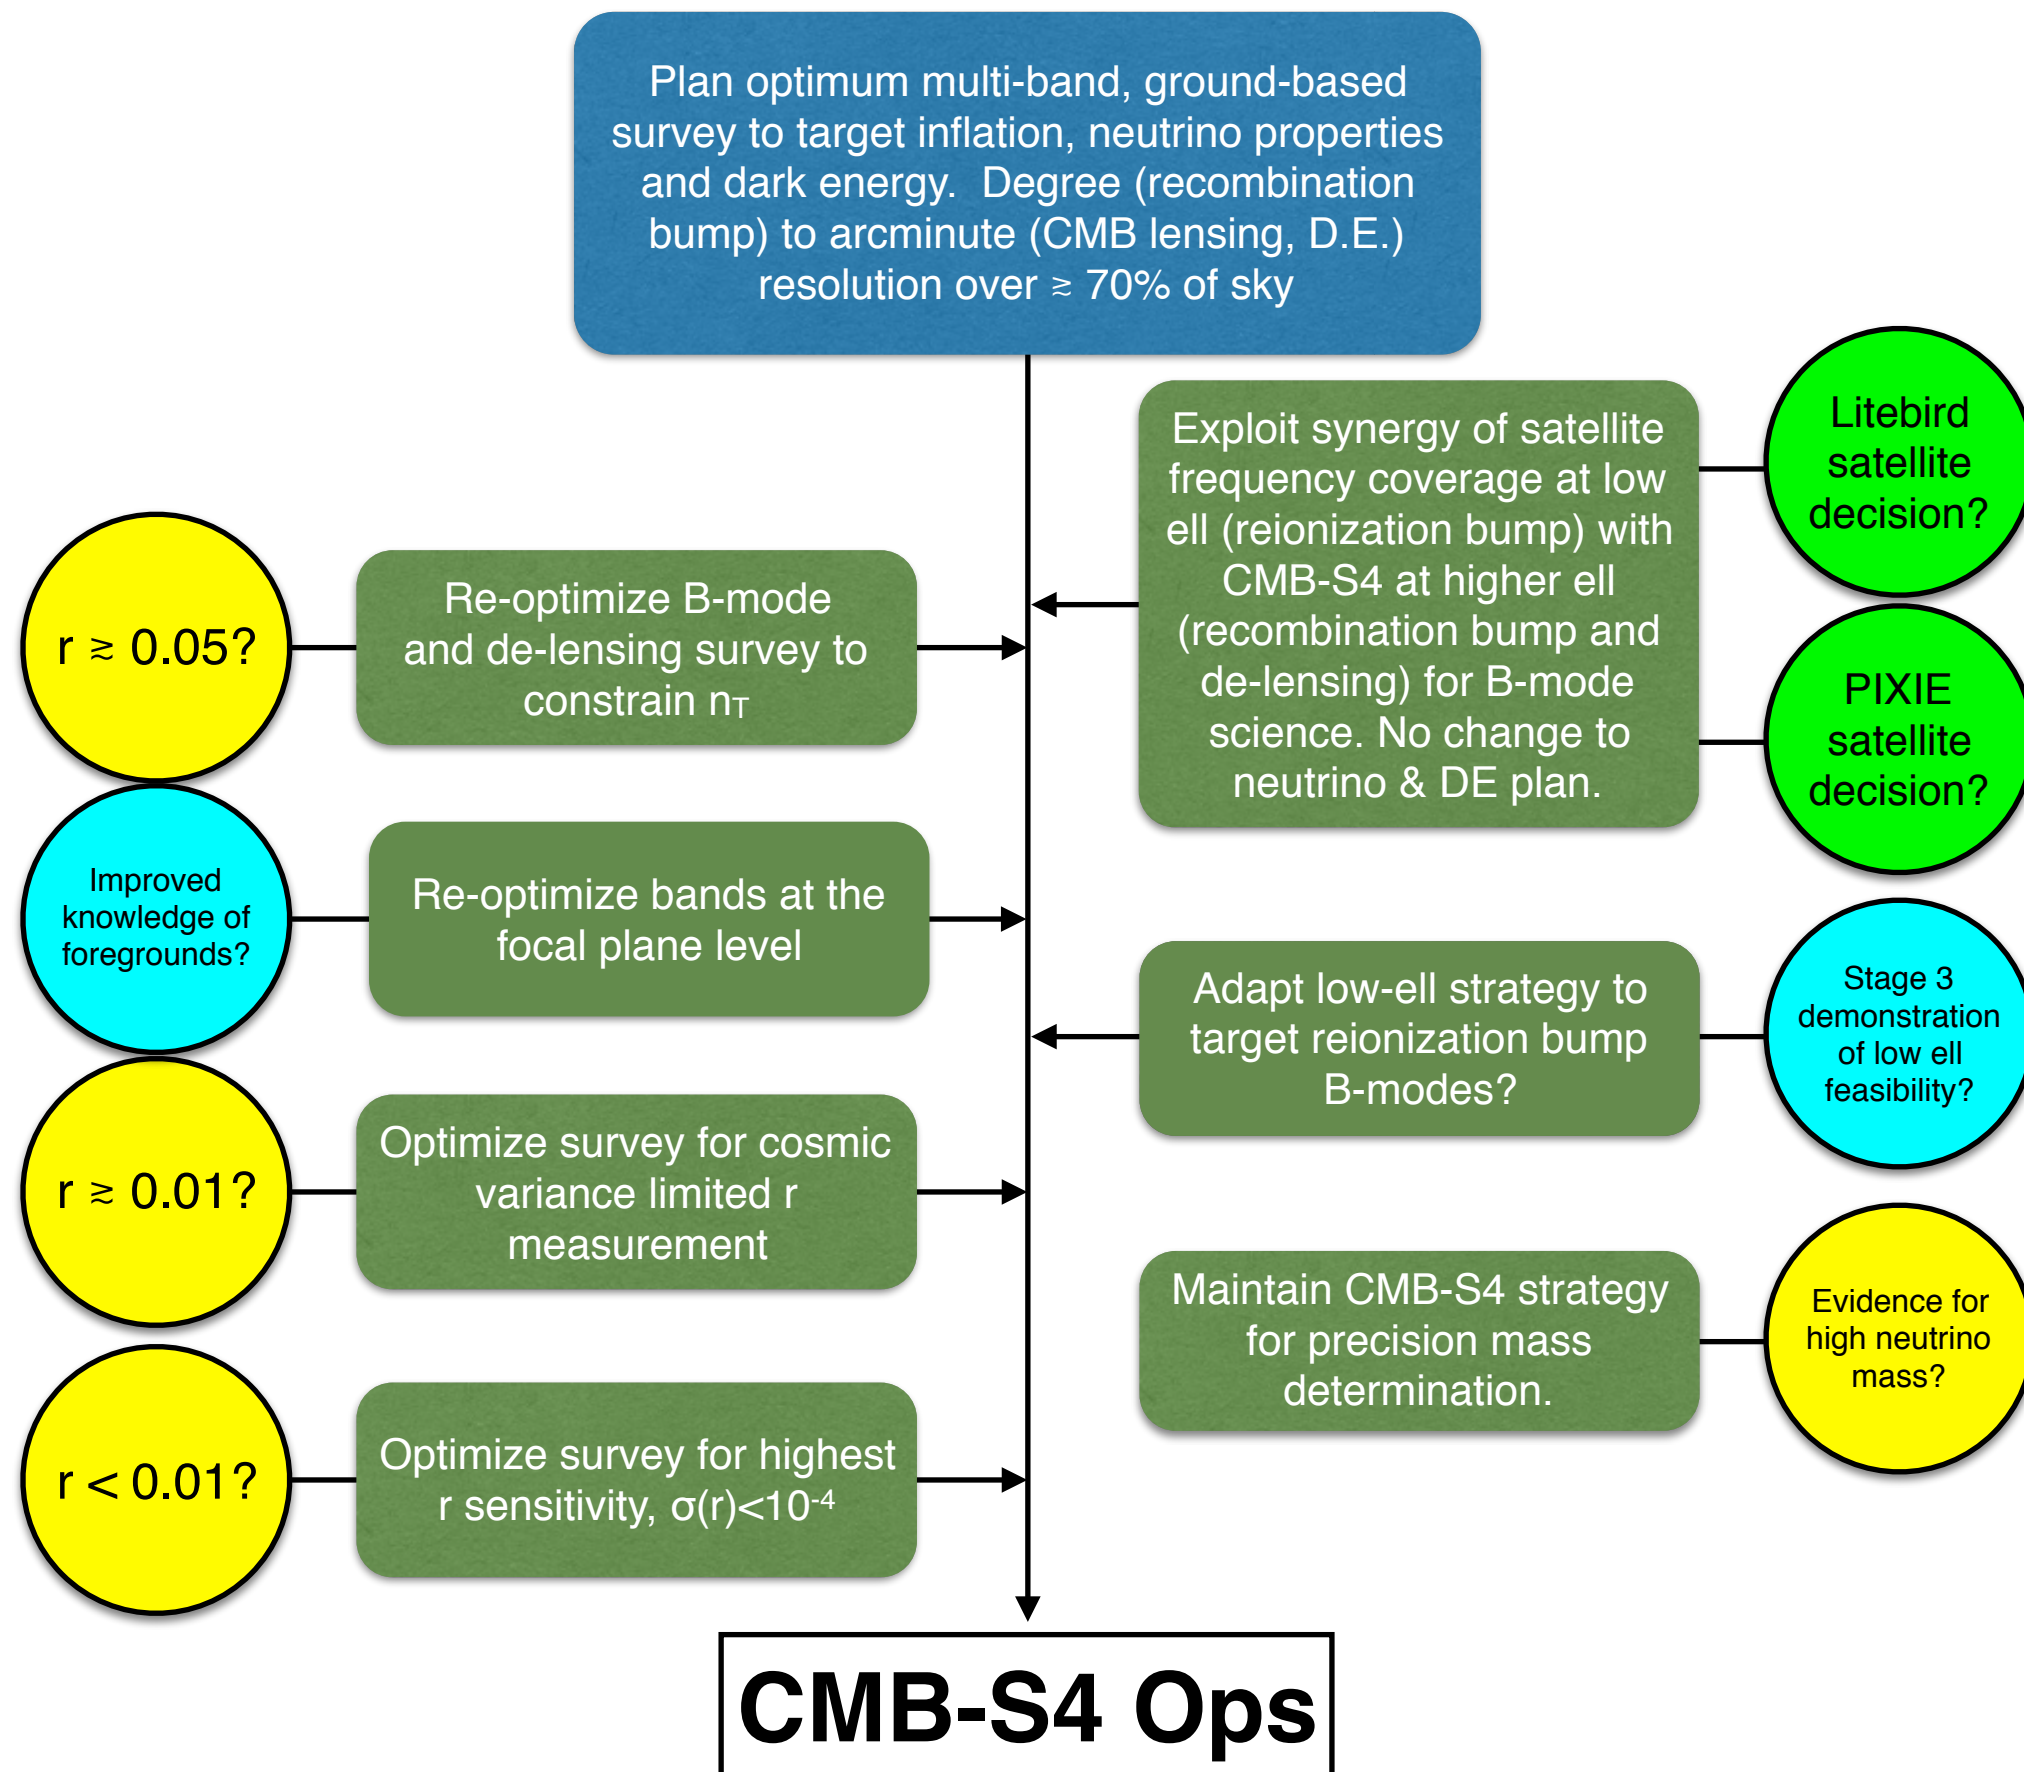 Plan optimum multi-band, ground-based
survey to target inflation, neutrino properties
and dark energy.  Degree (recombination
bump) to arcminute (CMB lensing, D.E.)
resolution over ≳ 70% of sky
Litebird
satellite
decision?
Exploit synergy of satellite
frequency coverage at low
ell (reionization bump) with
CMB-S4 at higher ell
(recombination bump and
de-lensing) for B-mode
science. No change to
neutrino & DE plan.
PIXIE
satellite
decision?
r ≳ 0.05?
Re-optimize B-mode
and de-lensing survey to
constrain n_T
Improved
knowledge of
foregrounds?
Re-optimize bands at the
focal plane level
Adapt low-ell strategy to
target reionization bump
B-modes?
Stage 3
demonstration
of low ell
feasibility?
r ≳ 0.01?
Optimize survey for cosmic
variance limited r
measurement
Maintain CMB-S4 strategy
for precision mass
determination.
Evidence for
high neutrino
mass?
r < 0.01?
Optimize survey for highest
r sensitivity, σ(r)<10⁻⁴
CMB-S4 Ops